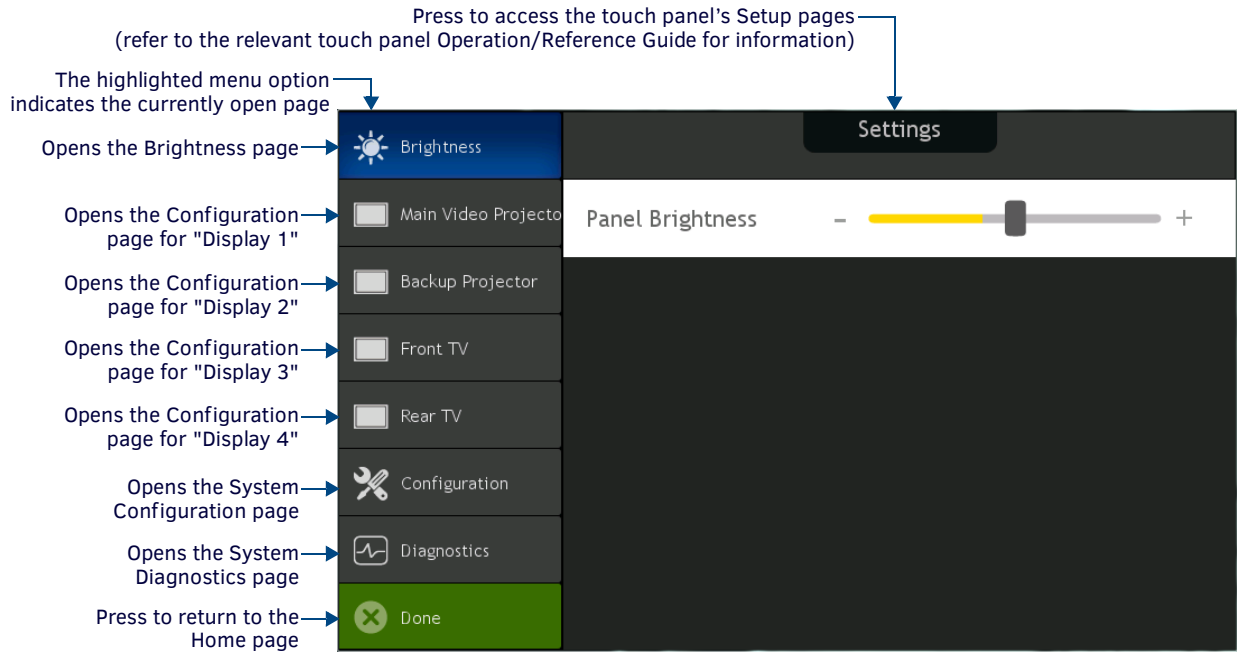 Press to access the touch panel's Setup pages
(refer to the relevant touch panel Operation/Reference Guide for information)
The highlighted menu option
indicates the currently open page
Opens the Brightness page
Opens the Configuration
page for "Display 1"
Opens the Configuration
page for "Display 2"
Opens the Configuration
page for "Display 3"
Opens the Configuration
page for "Display 4"
Opens the System
Configuration page
Opens the System
Diagnostics page
Press to return to the
Home page
Brightness
Main Video Projecto
Backup Projector
Front TV
Rear TV
Configuration
Diagnostics
Done
Settings
Panel Brightness - +